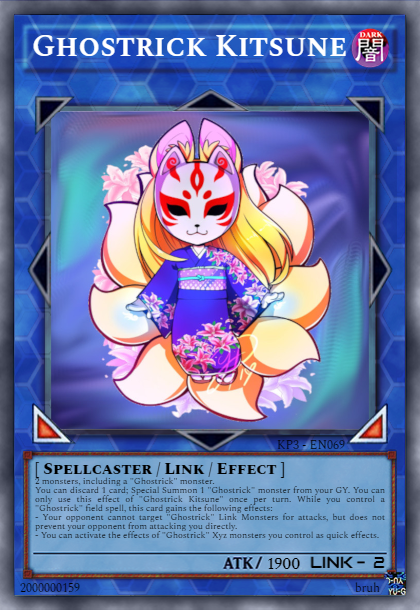 GHOSTRICK KITSUNE
DARK
闇
KP3 - EN069
[ SPELLCASTER / LINK / EFFECT ]
2 monsters, including a "Ghostrick" monster.
You can discard 1 card; Special Summon 1 "Ghostrick" monster from your GY. You can
only use this effect of "Ghostrick Kitsune" once per turn. While you control a
"Ghostrick" field spell, this card gains the following effects:
- Your opponent cannot target "Ghostrick" Link Monsters for attacks, but does not
prevent your opponent from attacking you directly.
- You can activate the effects of "Ghostrick" Xyz monsters you control as quick effects.
ATK/ 1900 LINK - 2
2000000159
bruh